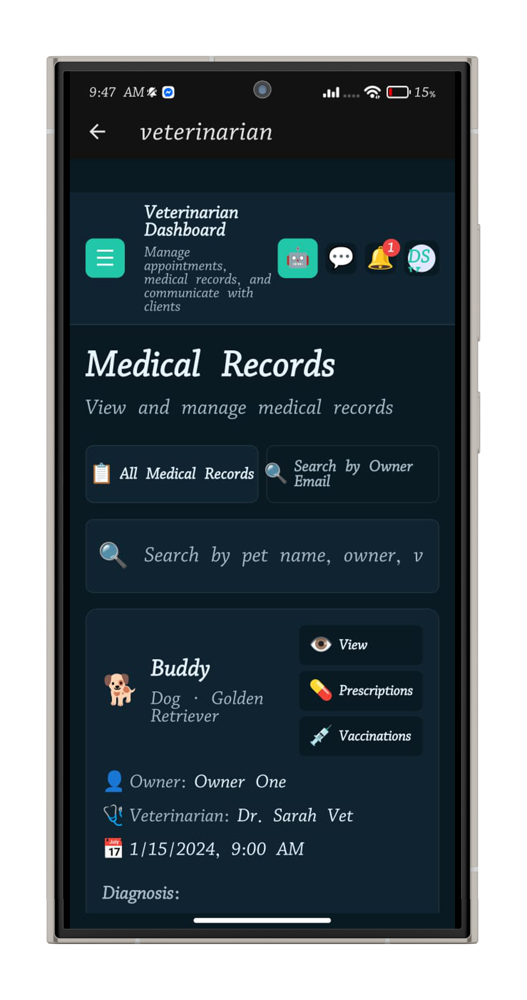 9:47 AM
15%
veterinarian
Veterinarian
Dashboard
Manage
appointments,
medical records, and
communicate with
clients
1
DS
Medical Records
View and manage medical records
All Medical Records
Search by Owner
Email
Search by pet name, owner, v
Buddy
Dog · Golden
Retriever
View
Prescriptions
Vaccinations
Owner: Owner One
Veterinarian: Dr. Sarah Vet
July
17
1/15/2024, 9:00 AM
Diagnosis: